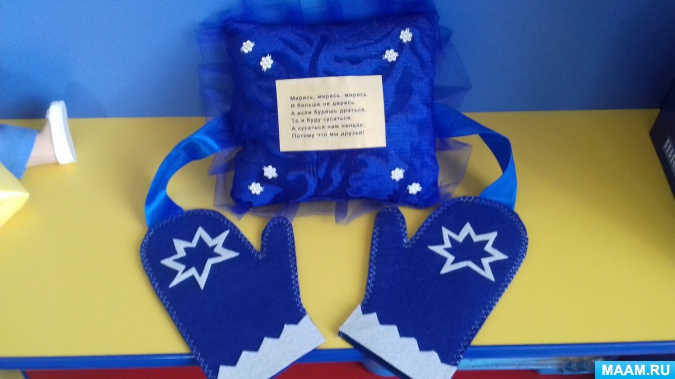 Мирись, мирись, мирись
И больше не дерись.
А если будешь драться,
То я буду кусаться.
А кусаться нам нельзя,
Потому что мы друзья!
MAAM.RU